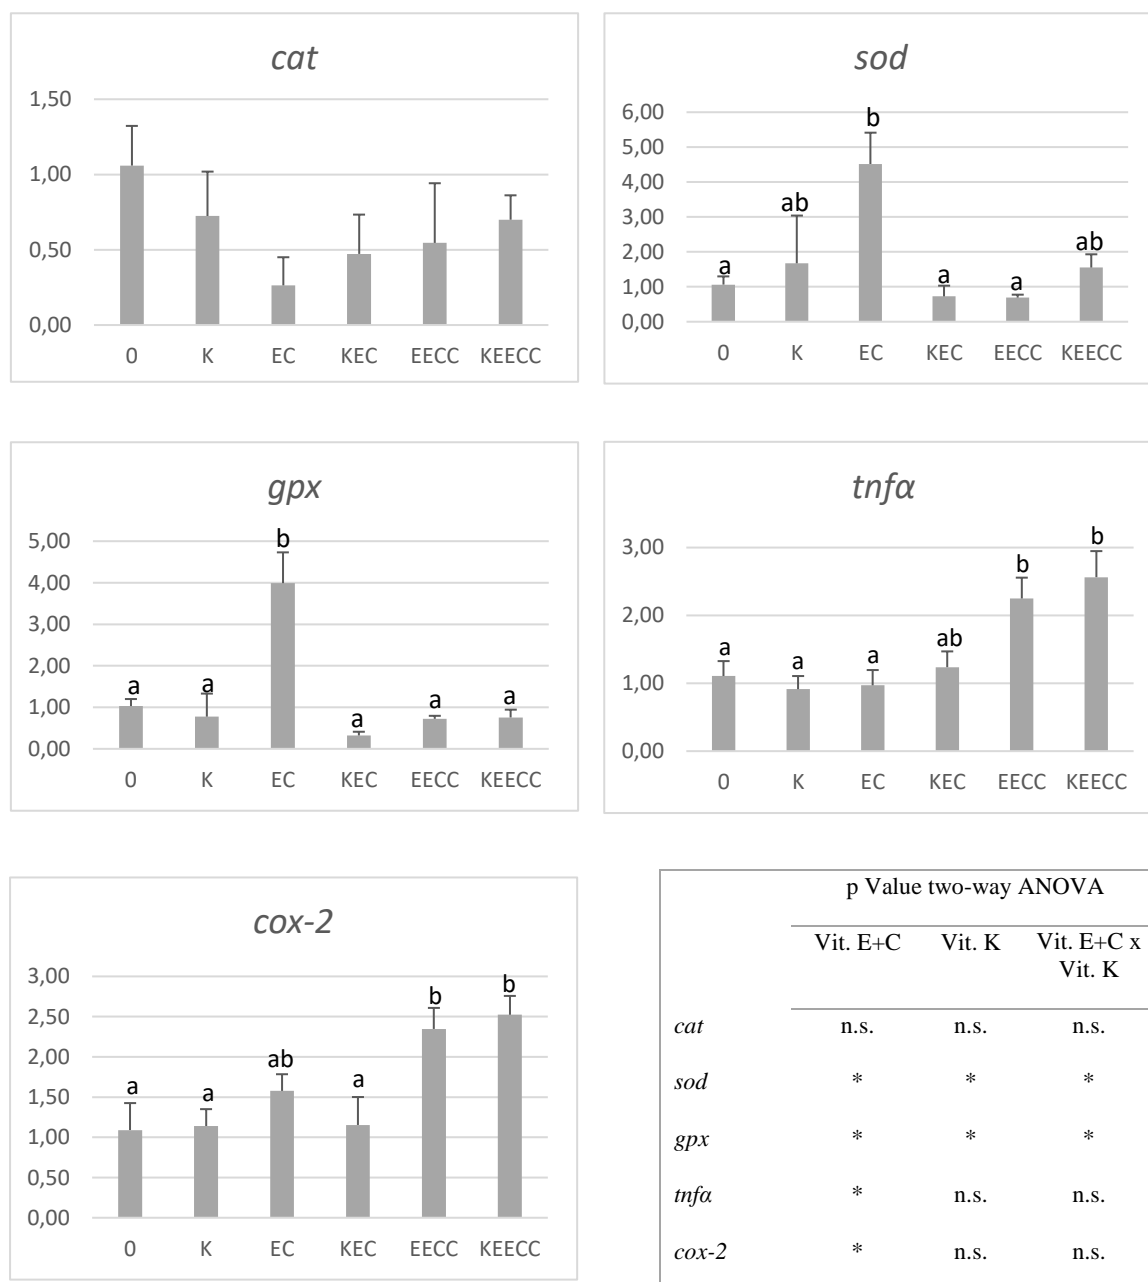 cat
1,50
1,00
0,50
0,00
0 K EC KEC EECC KEECC
sod
6,00
5,00
4,00
3,00
2,00
1,00
0,00
a ab b a a ab
0 K EC KEC EECC KEECC
gpx
5,00
4,00
3,00
2,00
1,00
0,00
a a b a a a
0 K EC KEC EECC KEECC
tnfα
3,00
2,00
1,00
0,00
a a a ab b b
0 K EC KEC EECC KEECC
cox-2
3,00
2,50
2,00
1,50
1,00
0,50
0,00
a a ab a b b
0 K EC KEC EECC KEECC
p Value two-way ANOVA
Vit. E+C Vit. K Vit. E+C x
Vit. K
cat n.s. n.s. n.s.
sod * * *
gpx * * *
tnfα * n.s. n.s.
cox-2 * n.s. n.s.